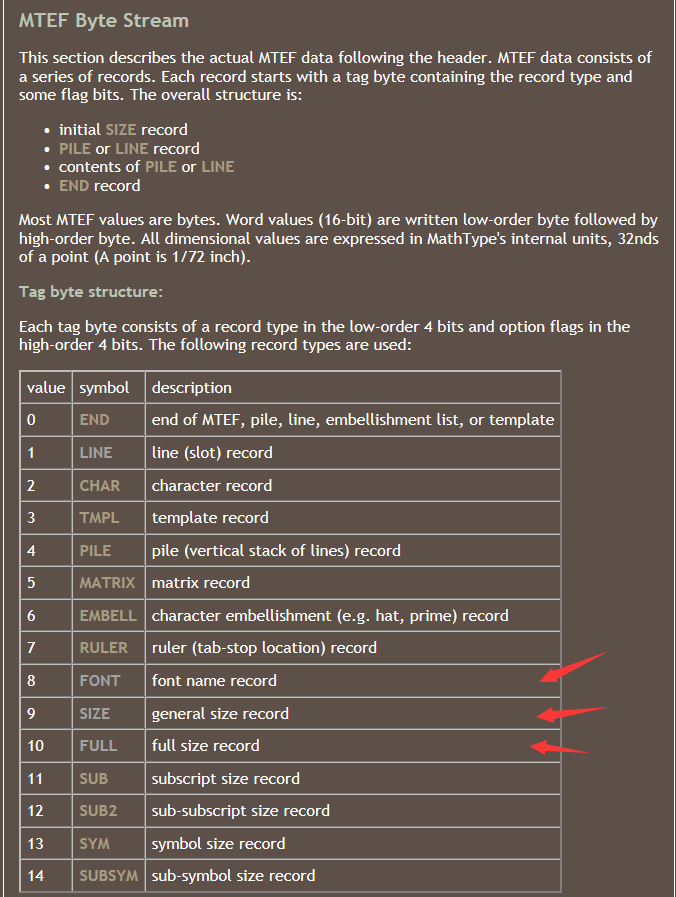 MTEF Byte Stream
This section describes the actual MTEF data following the header. MTEF data consists of
a series of records. Each record starts with a tag byte containing the record type and
some flag bits. The overall structure is:
• initial SIZE record
• PILE or LINE record
• contents of PILE or LINE
• END record
Most MTEF values are bytes. Word values (16-bit) are written low-order byte followed by
high-order byte. All dimensional values are expressed in MathType's internal units, 32nds
of a point (A point is 1/72 inch).
Tag byte structure:
Each tag byte consists of a record type in the low-order 4 bits and option flags in the
high-order 4 bits. The following record types are used:
value symbol description
0 END end of MTEF, pile, line, embellishment list, or template
1 LINE line (slot) record
2 CHAR character record
3 TMPL template record
4 PILE pile (vertical stack of lines) record
5 MATRIX matrix record
6 EMBELL character embellishment (e.g. hat, prime) record
7 RULER ruler (tab-stop location) record
8 FONT font name record
9 SIZE general size record
10 FULL full size record
11 SUB subscript size record
12 SUB2 sub-subscript size record
13 SYM symbol size record
14 SUBSYM sub-symbol size record